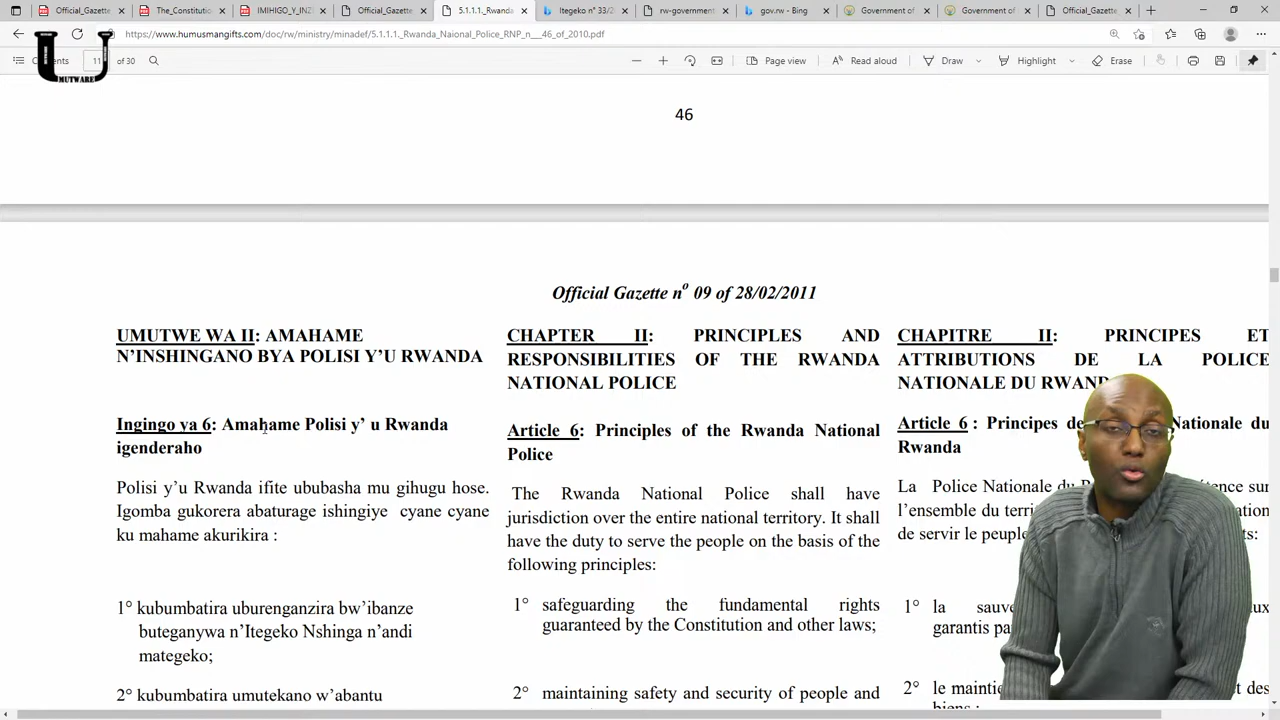 Official_Gazette
The_Constitution
IMIHIGO_Y_INZ
Official_Gazette
5.1.1.1._Rwanda
Itegeko n° 33/2
rw-government
gov.rw - Bing
Government of
Government of
Official_Gazette
https://www.humusmangifts.com/doc/rw/ministry/minadef/5.1.1.1._Rwanda_Naional_Police_RNP_n___46_of_2010.pdf
U
MUTWARE
11 of 30
Page view
Read aloud
Draw
Highlight
Erase
46
Official Gazette nº 09 of 28/02/2011
UMUTWE WA II: AMAHAME
N'INSHINGANO BYA POLISI Y'U RWANDA
Ingingo ya 6: Amahame Polisi y' u Rwanda
igenderaho
Polisi y'u Rwanda ifite ububasha mu gihugu hose.
Igomba gukorera abaturage ishingiye cyane cyane
ku mahame akurikira :
1° kubumbatira uburenganzira bw'ibanze
buteganywa n'Itegeko Nshinga n'andi
mategeko;
2° kubumbatira umutekano w'abantu
CHAPTER II: PRINCIPLES AND
RESPONSIBILITIES OF THE RWANDA
NATIONAL POLICE
Article 6: Principles of the Rwanda National
Police
The Rwanda National Police shall have
jurisdiction over the entire national territory. It shall
have the duty to serve the people on the basis of the
following principles:
1° safeguarding the fundamental rights
guaranteed by the Constitution and other laws;
2° maintaining safety and security of people and
CHAPITRE II: PRINCIPES ET
ATTRIBUTIONS DE LA POLICE
NATIONALE DU RWAND
Article 6 : Principes de Nationale du
Rwanda
La Police Nationale du sur
l'ensemble du terri
de servir le peuple
1° la
garantis
2° le
biens ;